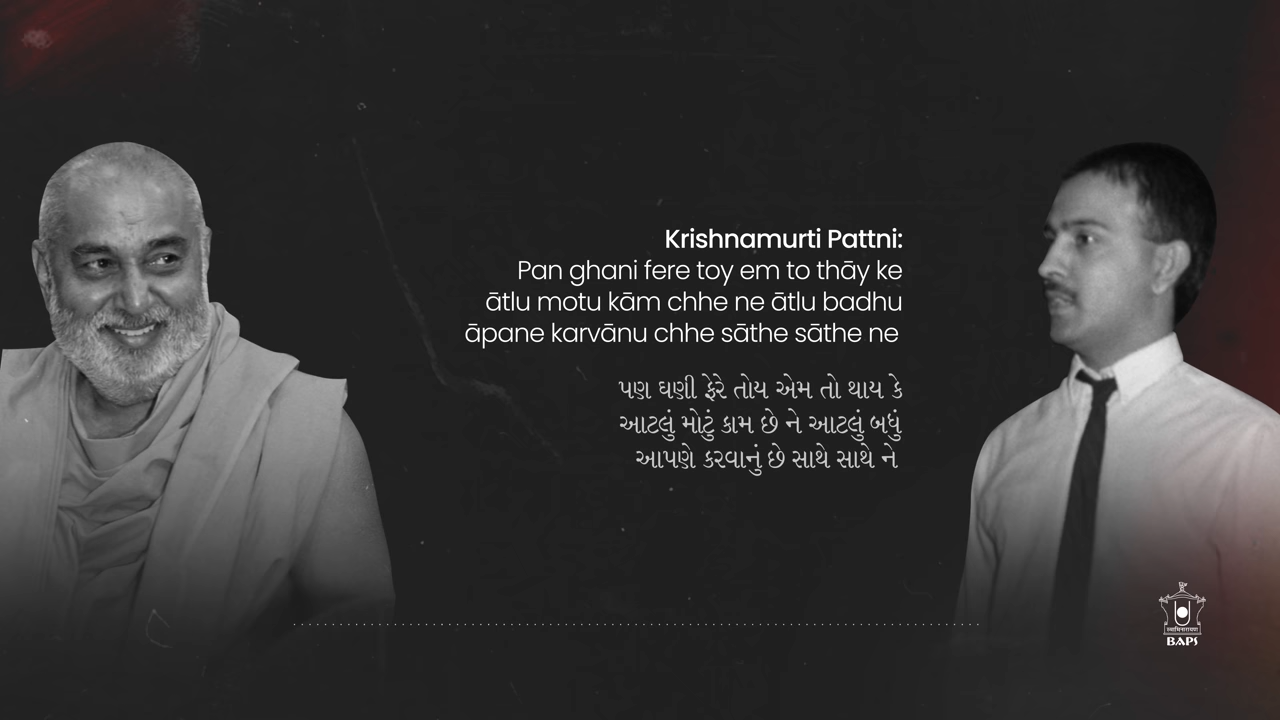 Krishnamurti Pattni:
Pan ghani fere toy em to thāy ke
ātlu motu kām chhe ne ātlu badhu
āpane karvānu chhe sāthe sāthe ne
પણ ઘણી ફેરે તોય એમ તો થાય કે
આટલું મોટું કામ છે ને આટલું બધું
આપણે કરવાનું છે સાથે સાથે ને
स्वामिनारायण
BAPS